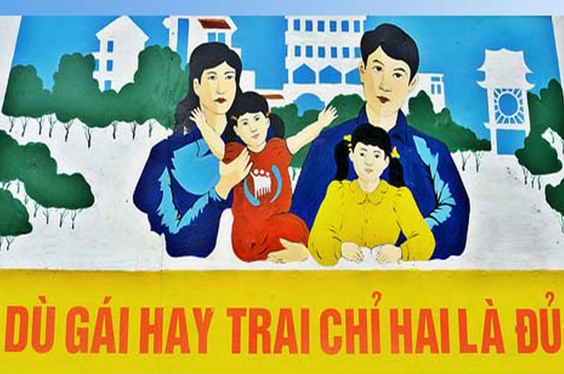 DÙ GÁI HAY TRAI CHỈ HAI LÀ ĐỦ